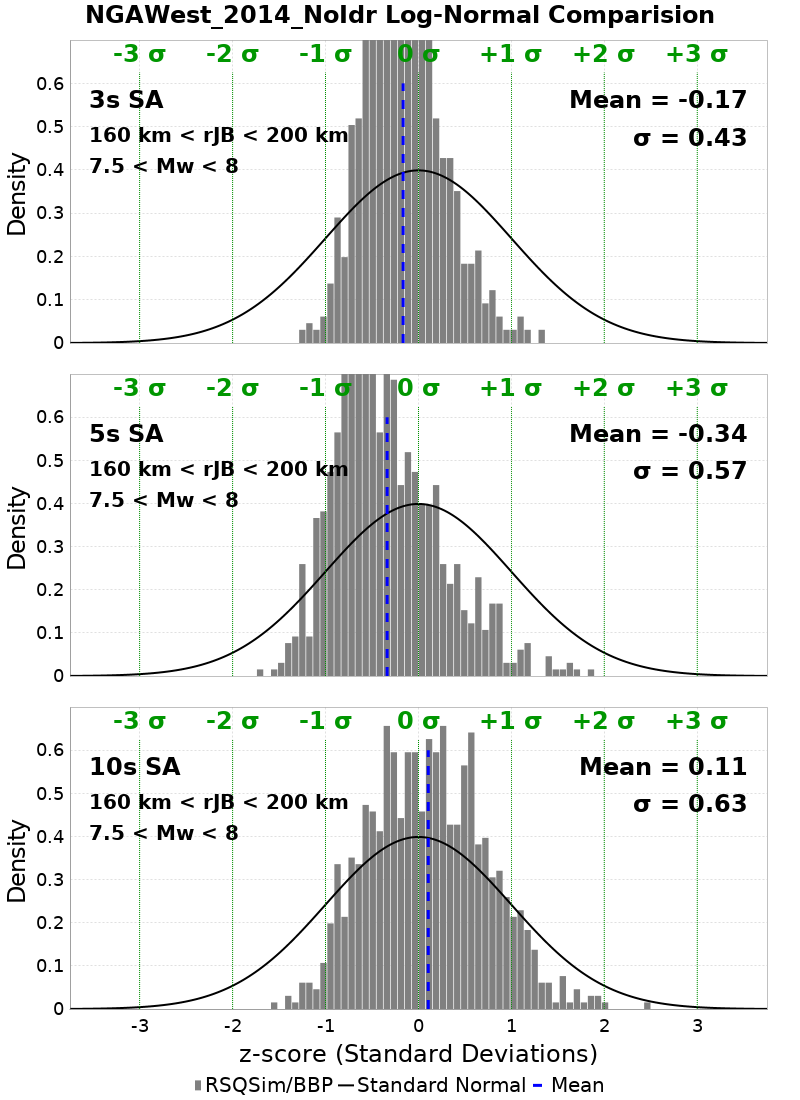 NGAWest_2014_NoIdr Log-Normal Comparision
-3 σ -2 σ -1 σ 0 σ +1 σ +2 σ +3 σ
0.6
3s SA Mean = -0.17
0.5
160 km < rJB < 200 km σ = 0.43
7.5 < Mw < 8
0.4
0.3
0.2
0.1
0
Density
-3 σ -2 σ -1 σ 0 σ +1 σ +2 σ +3 σ
0.6
5s SA Mean = -0.34
0.5
160 km < rJB < 200 km σ = 0.57
7.5 < Mw < 8
0.4
0.3
0.2
0.1
0
Density
-3 σ -2 σ -1 σ 0 σ +1 σ +2 σ +3 σ
0.6
10s SA Mean = 0.11
0.5
160 km < rJB < 200 km σ = 0.63
7.5 < Mw < 8
0.4
0.3
0.2
0.1
0
Density
-3 -2 -1 0 1 2 3
z-score (Standard Deviations)
RSQSim/BBP Standard Normal Mean